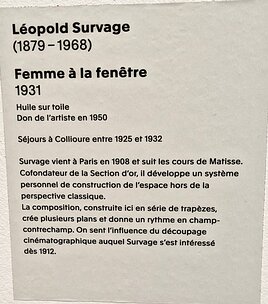 Léopold Survage
(1879 – 1968)
Femme à la fenêtre
1931
Huile sur toile
Don de l'artiste en 1950
Séjours à Collioure entre 1925 et 1932
Survage vient à Paris en 1908 et suit les cours de Matisse.
Cofondateur de la Section d'or, il développe un système
personnel de construction de l'espace hors de la
perspective classique.
La composition, construite ici en série de trapèzes,
crée plusieurs plans et donne un rythme en champ-
contrechamp. On sent l'influence du découpage
cinématographique auquel Survage s'est intéressé
dès 1912.